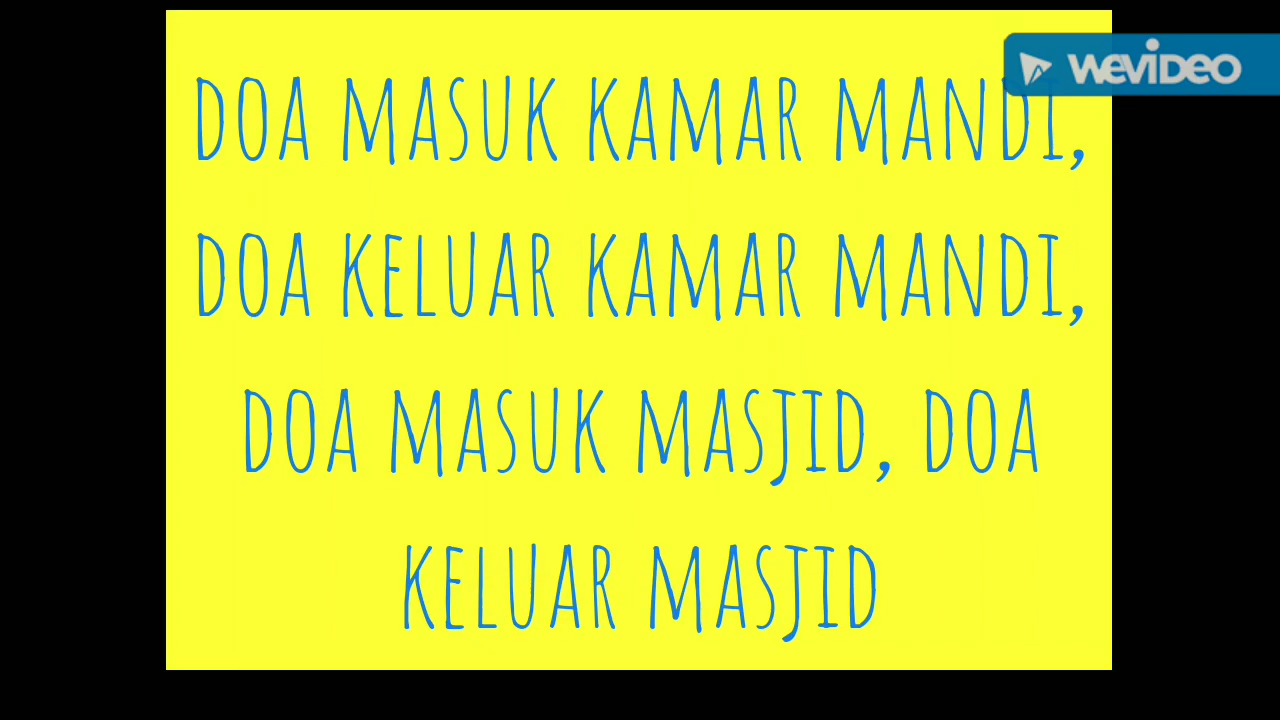 WEVIDEO
DOA MASUK KAMAR MANDI,
DOA KELUAR KAMAR MANDI,
DOA MASUK MASJID, DOA
KELUAR MASJID